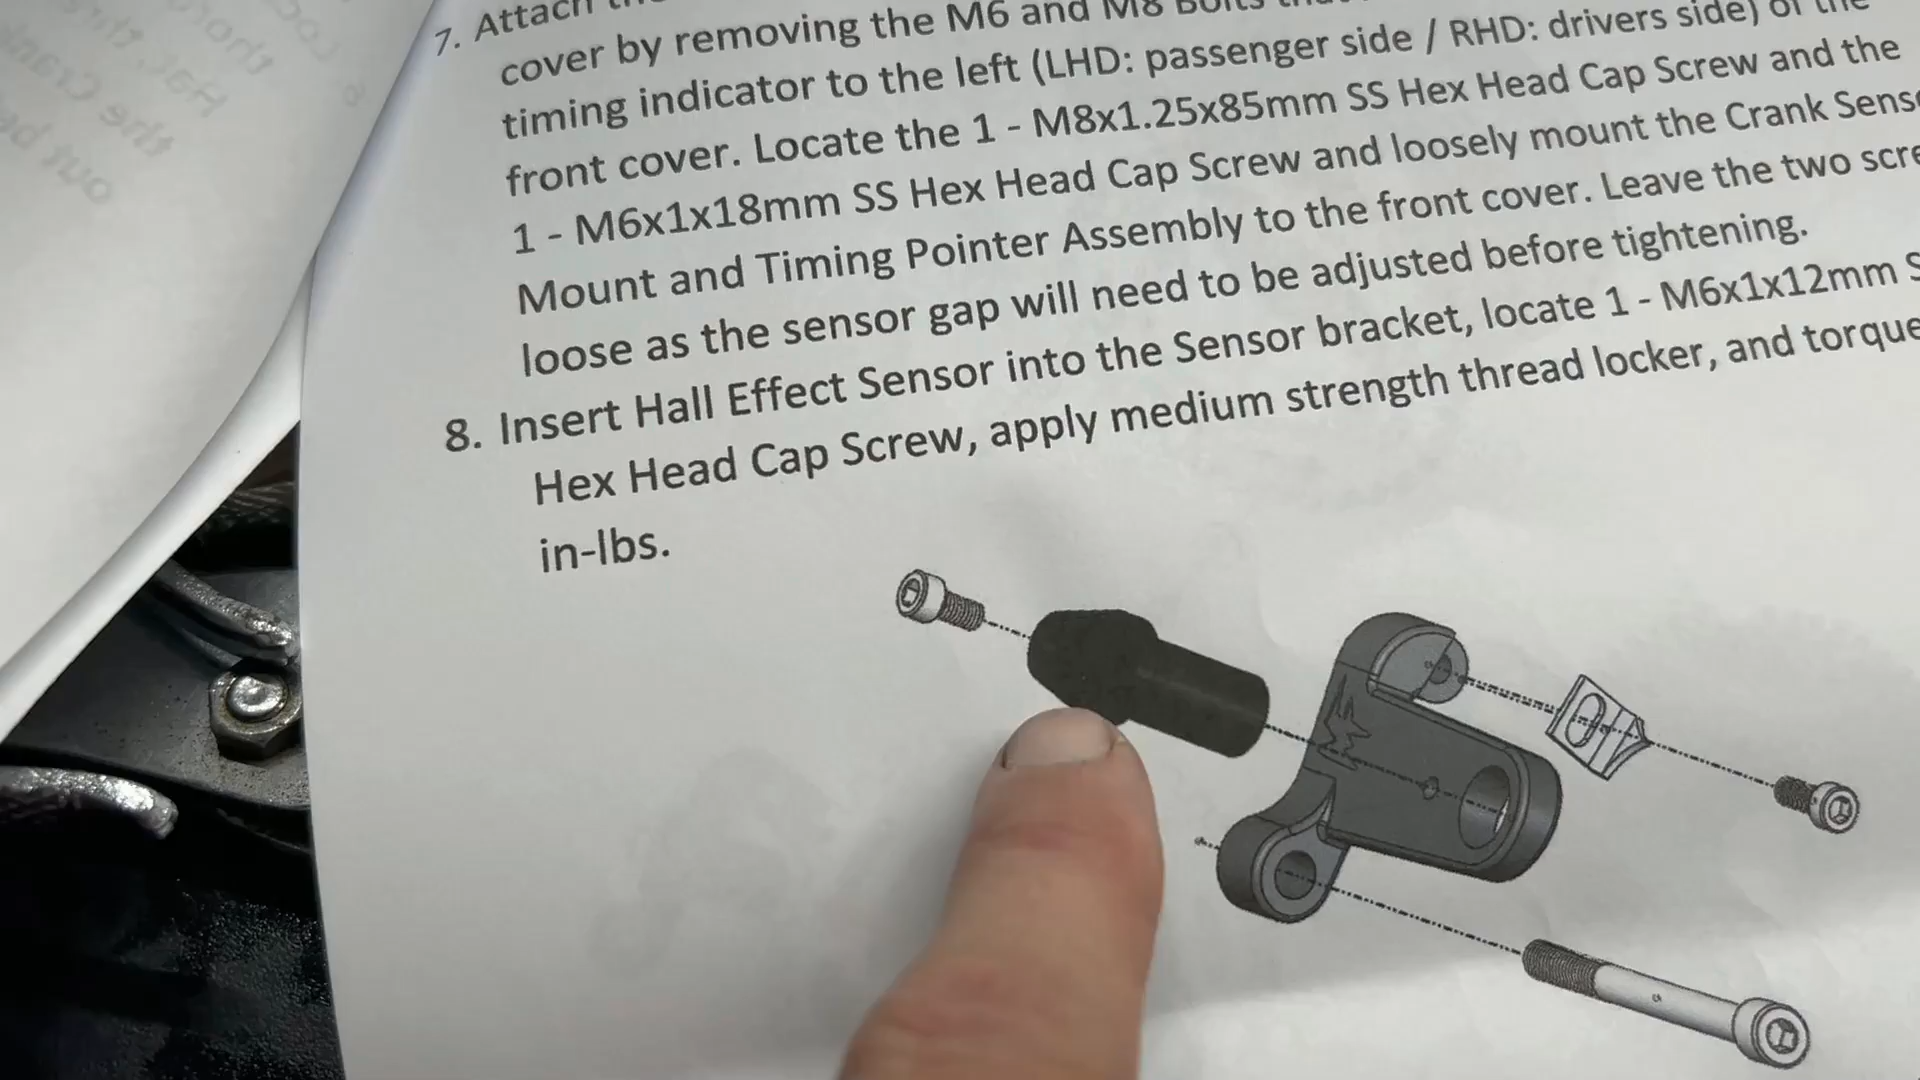 7. Attach
cover by removing the M6 and M8 Bolts
timing indicator to the left (LHD: passenger side / RHD: drivers side) of the
front cover. Locate the 1 - M8x1.25x85mm SS Hex Head Cap Screw and the
1 - M6x1x18mm SS Hex Head Cap Screw and loosely mount the Crank
Mount and Timing Pointer Assembly to the front cover. Leave the two
loose as the sensor gap will need to be adjusted before tightening.
8. Insert Hall Effect Sensor into the Sensor bracket, locate 1 - M6x1x12mm
Hex Head Cap Screw, apply medium strength thread locker, and torque
in-lbs.